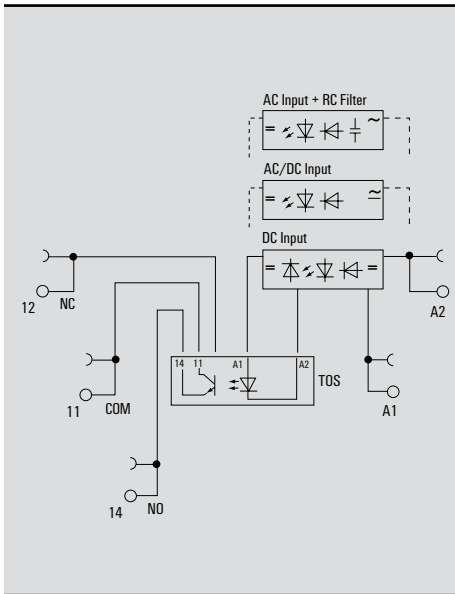 AC Input + RC Filter
= ~
AC/DC Input
= ≂
DC Input
= =
12 NC
A2
14 11 A1 A2
TOS
11 COM
A1
14 NO